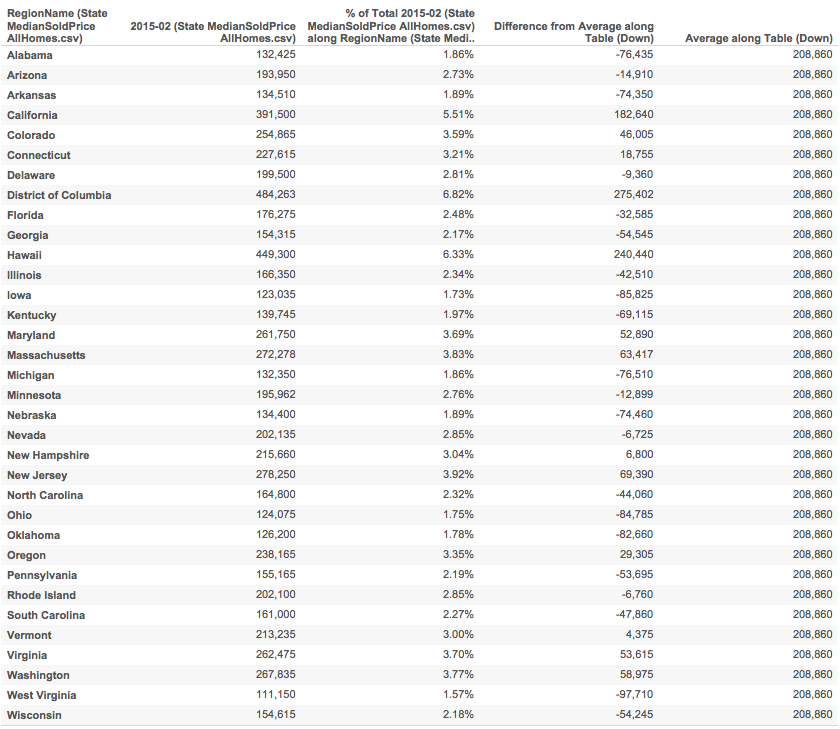 RegionName (State MedianSoldPrice AllHomes.csv) 2015-02 (State MedianSoldPrice AllHomes.csv) % of Total 2015-02 (State MedianSoldPrice AllHomes.csv) along RegionName (State Medi.. Difference from Average along Table (Down) Average along Table (Down)
Alabama 132,425 1.86% -76,435 208,860
Arizona 193,950 2.73% -14,910 208,860
Arkansas 134,510 1.89% -74,350 208,860
California 391,500 5.51% 182,640 208,860
Colorado 254,865 3.59% 46,005 208,860
Connecticut 227,615 3.21% 18,755 208,860
Delaware 199,500 2.81% -9,360 208,860
District of Columbia 484,263 6.82% 275,402 208,860
Florida 176,275 2.48% -32,585 208,860
Georgia 154,315 2.17% -54,545 208,860
Hawaii 449,300 6.33% 240,440 208,860
Illinois 166,350 2.34% -42,510 208,860
Iowa 123,035 1.73% -85,825 208,860
Kentucky 139,745 1.97% -69,115 208,860
Maryland 261,750 3.69% 52,890 208,860
Massachusetts 272,278 3.83% 63,417 208,860
Michigan 132,350 1.86% -76,510 208,860
Minnesota 195,962 2.76% -12,899 208,860
Nebraska 134,400 1.89% -74,460 208,860
Nevada 202,135 2.85% -6,725 208,860
New Hampshire 215,660 3.04% 6,800 208,860
New Jersey 278,250 3.92% 69,390 208,860
North Carolina 164,800 2.32% -44,060 208,860
Ohio 124,075 1.75% -84,785 208,860
Oklahoma 126,200 1.78% -82,660 208,860
Oregon 238,165 3.35% 29,305 208,860
Pennsylvania 155,165 2.19% -53,695 208,860
Rhode Island 202,100 2.85% -6,760 208,860
South Carolina 161,000 2.27% -47,860 208,860
Vermont 213,235 3.00% 4,375 208,860
Virginia 262,475 3.70% 53,615 208,860
Washington 267,835 3.77% 58,975 208,860
West Virginia 111,150 1.57% -97,710 208,860
Wisconsin 154,615 2.18% -54,245 208,860